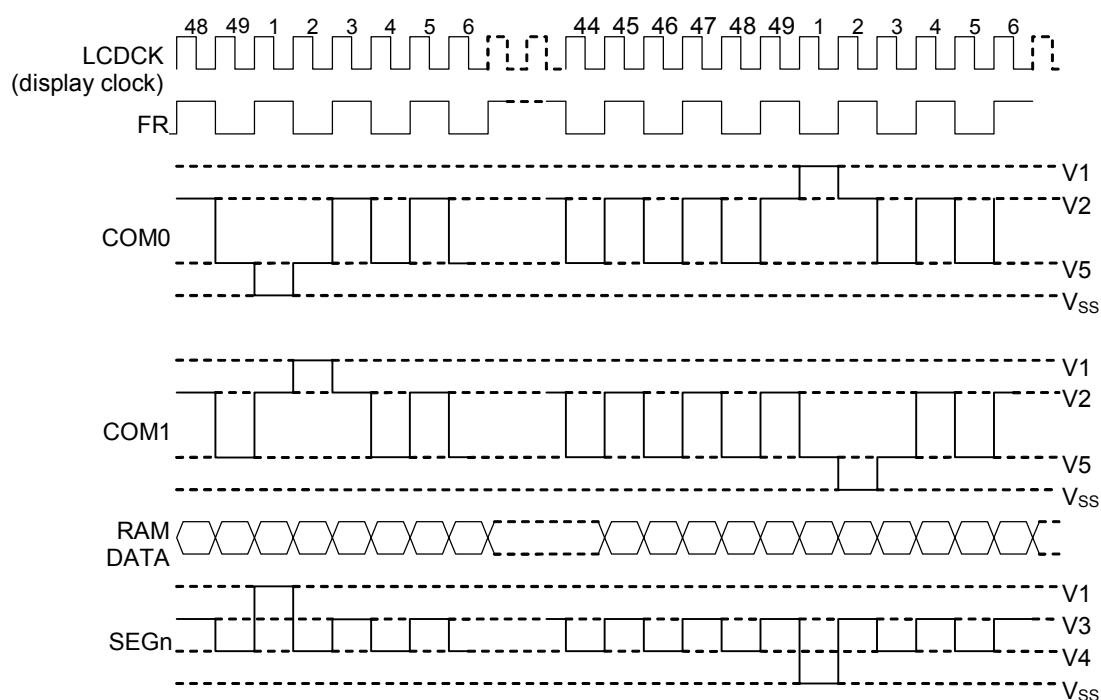 48 49 1 2 3 4 5 6 44 45 46 47 48 49 1 2 3 4 5 6
LCDCK
(display clock)
FR
V1
V2
COM0
V5
VSS
V1
V2
COM1
V5
VSS
RAM
DATA
V1
V3
SEGn
V4
VSS